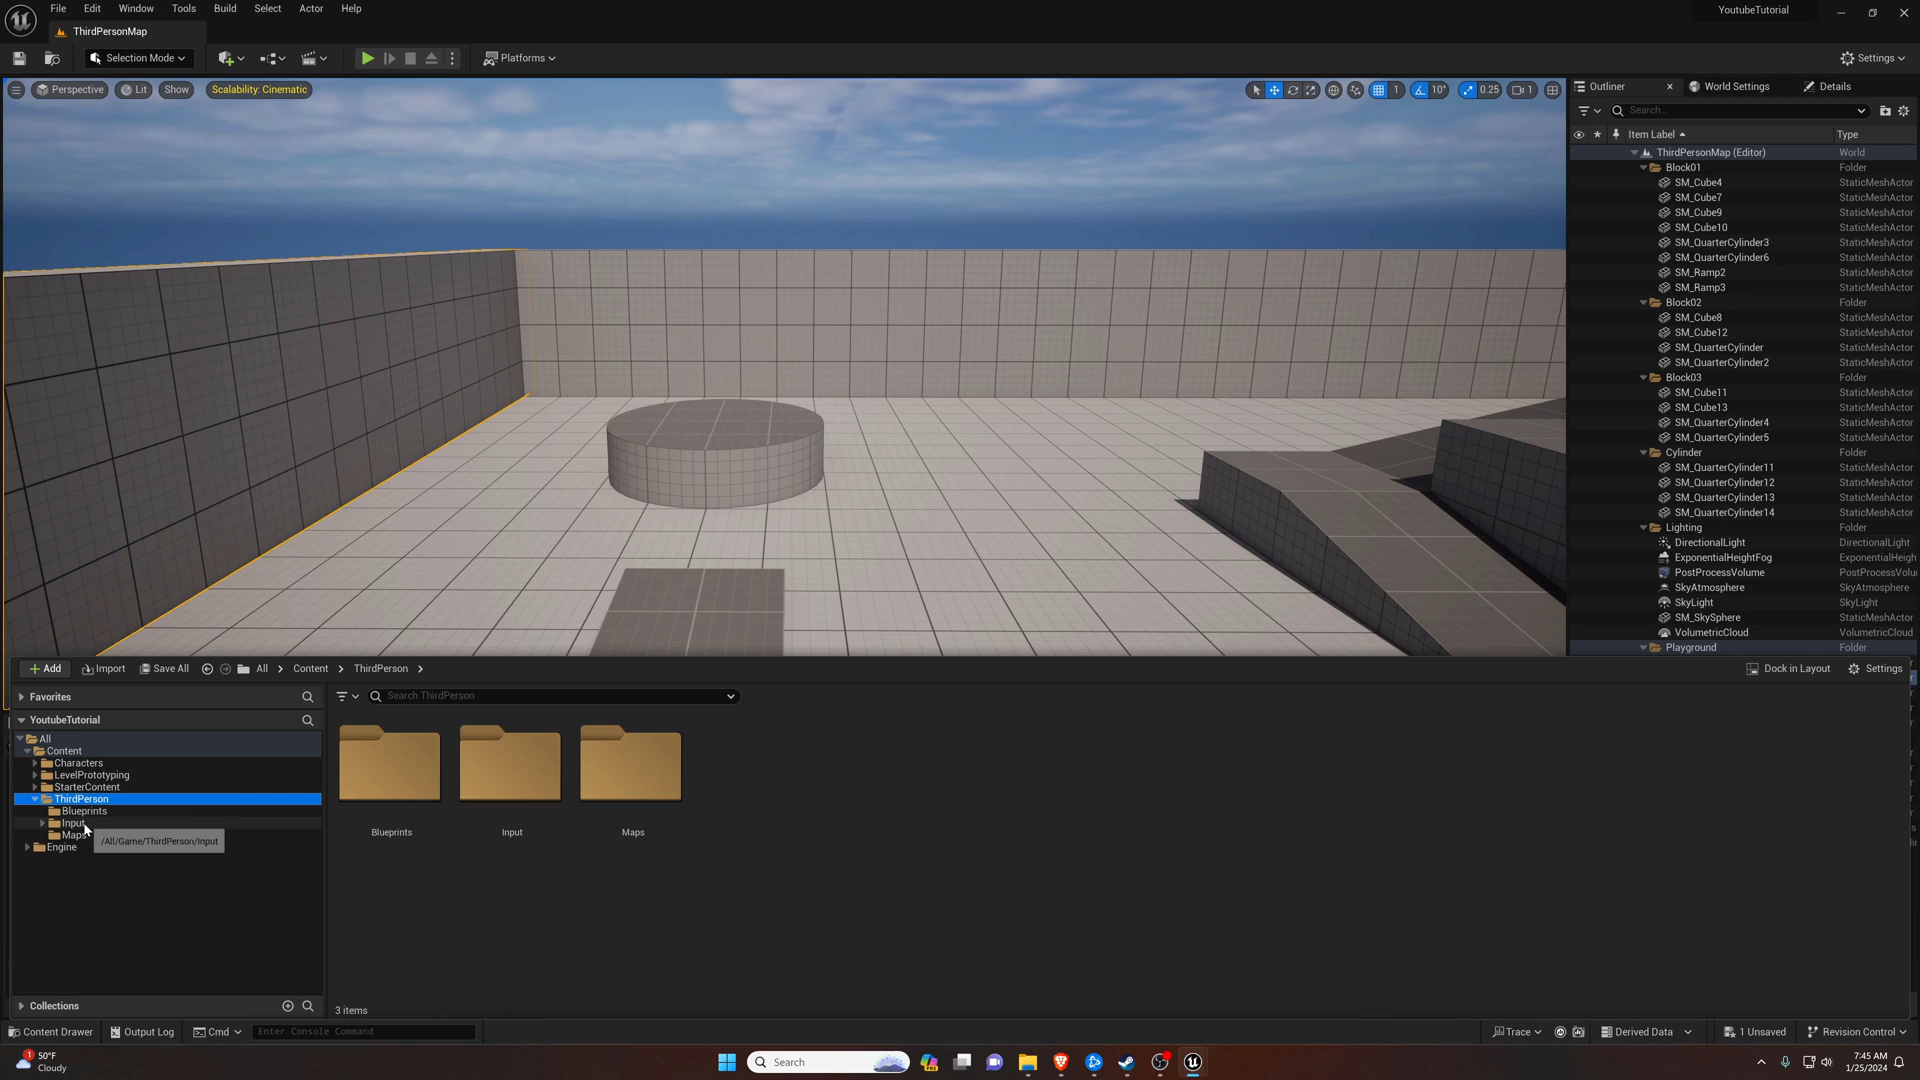 File Edit Window Tools Build Select Actor Help YoutubeTutorial
ThirdPersonMap
Selection Mode Platforms Settings
Perspective Lit Show Scalability: Cinematic 1 10° 0.25 1
Outliner World Settings Details
Search...
Item Label Type
ThirdPersonMap (Editor) World
Block01 Folder
SM_Cube4 StaticMeshActor
SM_Cube7 StaticMeshActor
SM_Cube9 StaticMeshActor
SM_Cube10 StaticMeshActor
SM_QuarterCylinder3 StaticMeshActor
SM_QuarterCylinder6 StaticMeshActor
SM_Ramp2 StaticMeshActor
SM_Ramp3 StaticMeshActor
Block02 Folder
SM_Cube8 StaticMeshActor
SM_Cube12 StaticMeshActor
SM_QuarterCylinder StaticMeshActor
SM_QuarterCylinder2 StaticMeshActor
Block03 Folder
SM_Cube11 StaticMeshActor
SM_Cube13 StaticMeshActor
SM_QuarterCylinder4 StaticMeshActor
SM_QuarterCylinder5 StaticMeshActor
Cylinder Folder
SM_QuarterCylinder11 StaticMeshActor
SM_QuarterCylinder12 StaticMeshActor
SM_QuarterCylinder13 StaticMeshActor
SM_QuarterCylinder14 StaticMeshActor
Lighting Folder
DirectionalLight DirectionalLight
ExponentialHeightFog ExponentialHeigh
PostProcessVolume PostProcessVolu
SkyAtmosphere SkyAtmosphere
SkyLight SkyLight
SM_SkySphere StaticMeshActor
VolumetricCloud VolumetricCloud
Playground Folder
Add Import Save All All Content ThirdPerson Dock in Layout Settings
Favorites
Search ThirdPerson
YoutubeTutorial
All
Content
Characters
LevelPrototyping
StarterContent
ThirdPerson
Blueprints
Input
Maps
/All/Game/ThirdPerson/Input
Engine
Blueprints Input Maps
Collections
3 items
Content Drawer Output Log Cmd Enter Console Command Trace Derived Data 1 Unsaved Revision Control
1 50°F
Cloudy
Search
7:45 AM
1/25/2024